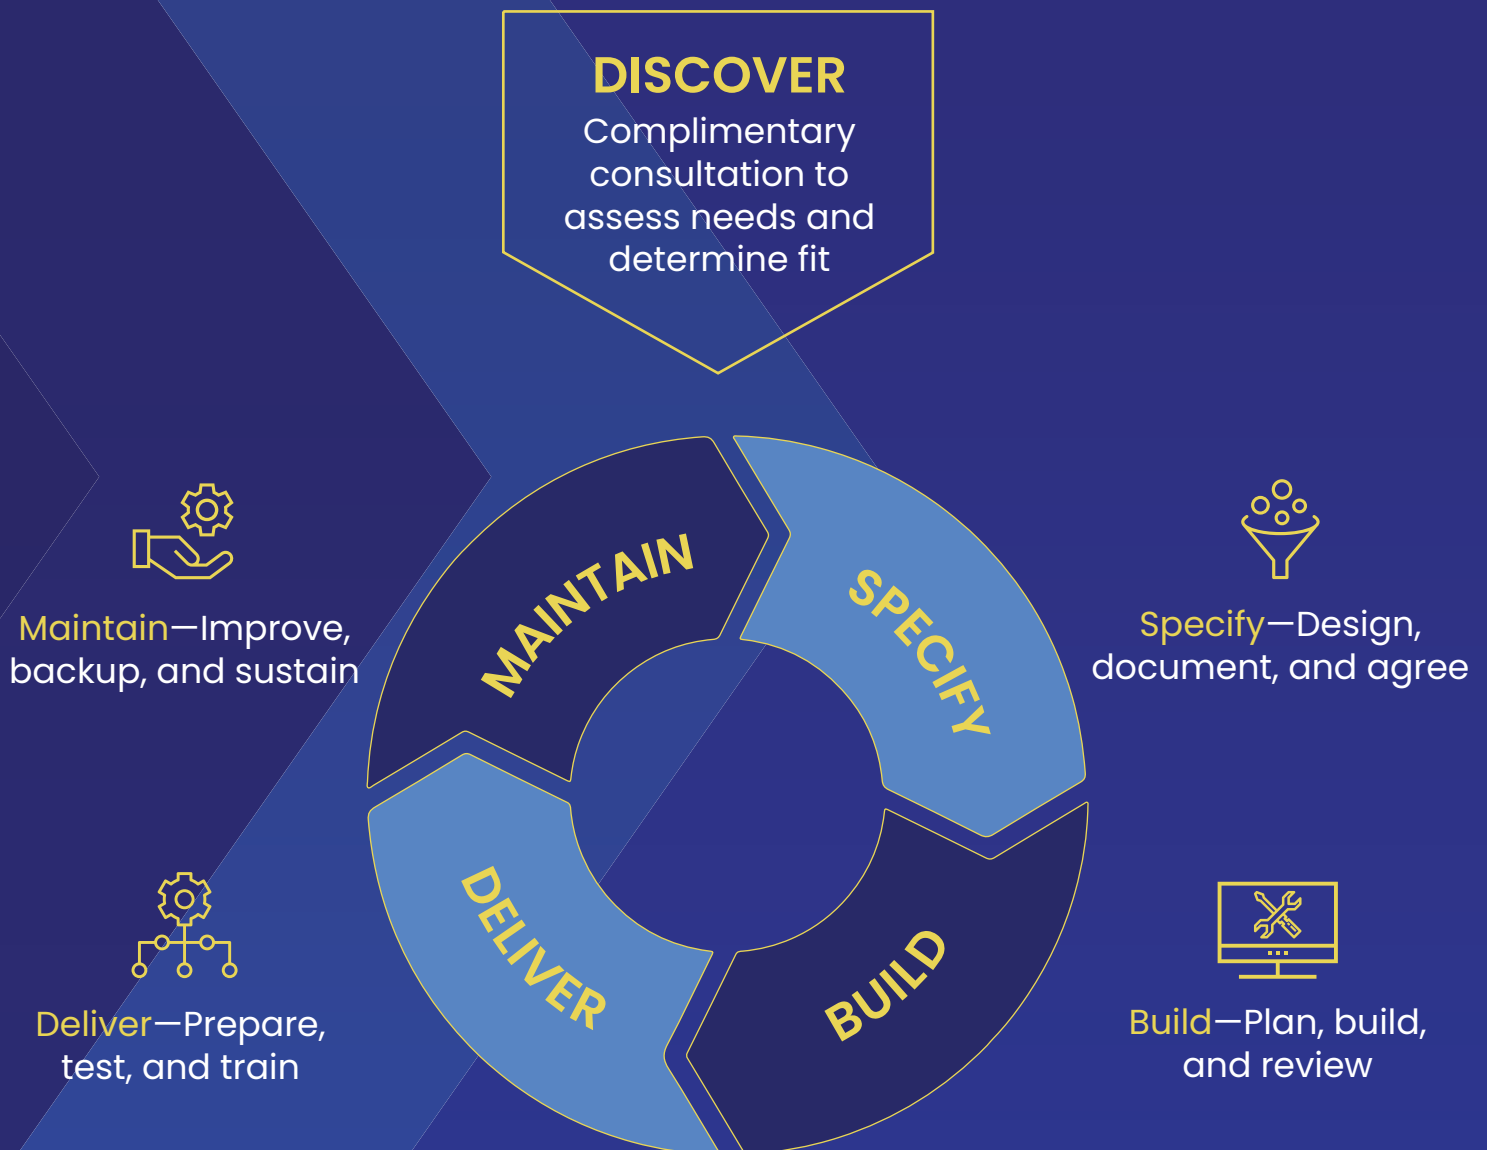 DISCOVER
Complimentary
consultation to
assess needs and
determine fit
MAINTAIN
SPECIFY
DELIVER
BUILD
Maintain—Improve,
backup, and sustain
Specify—Design,
document, and agree
Deliver—Prepare,
test, and train
Build—Plan, build,
and review